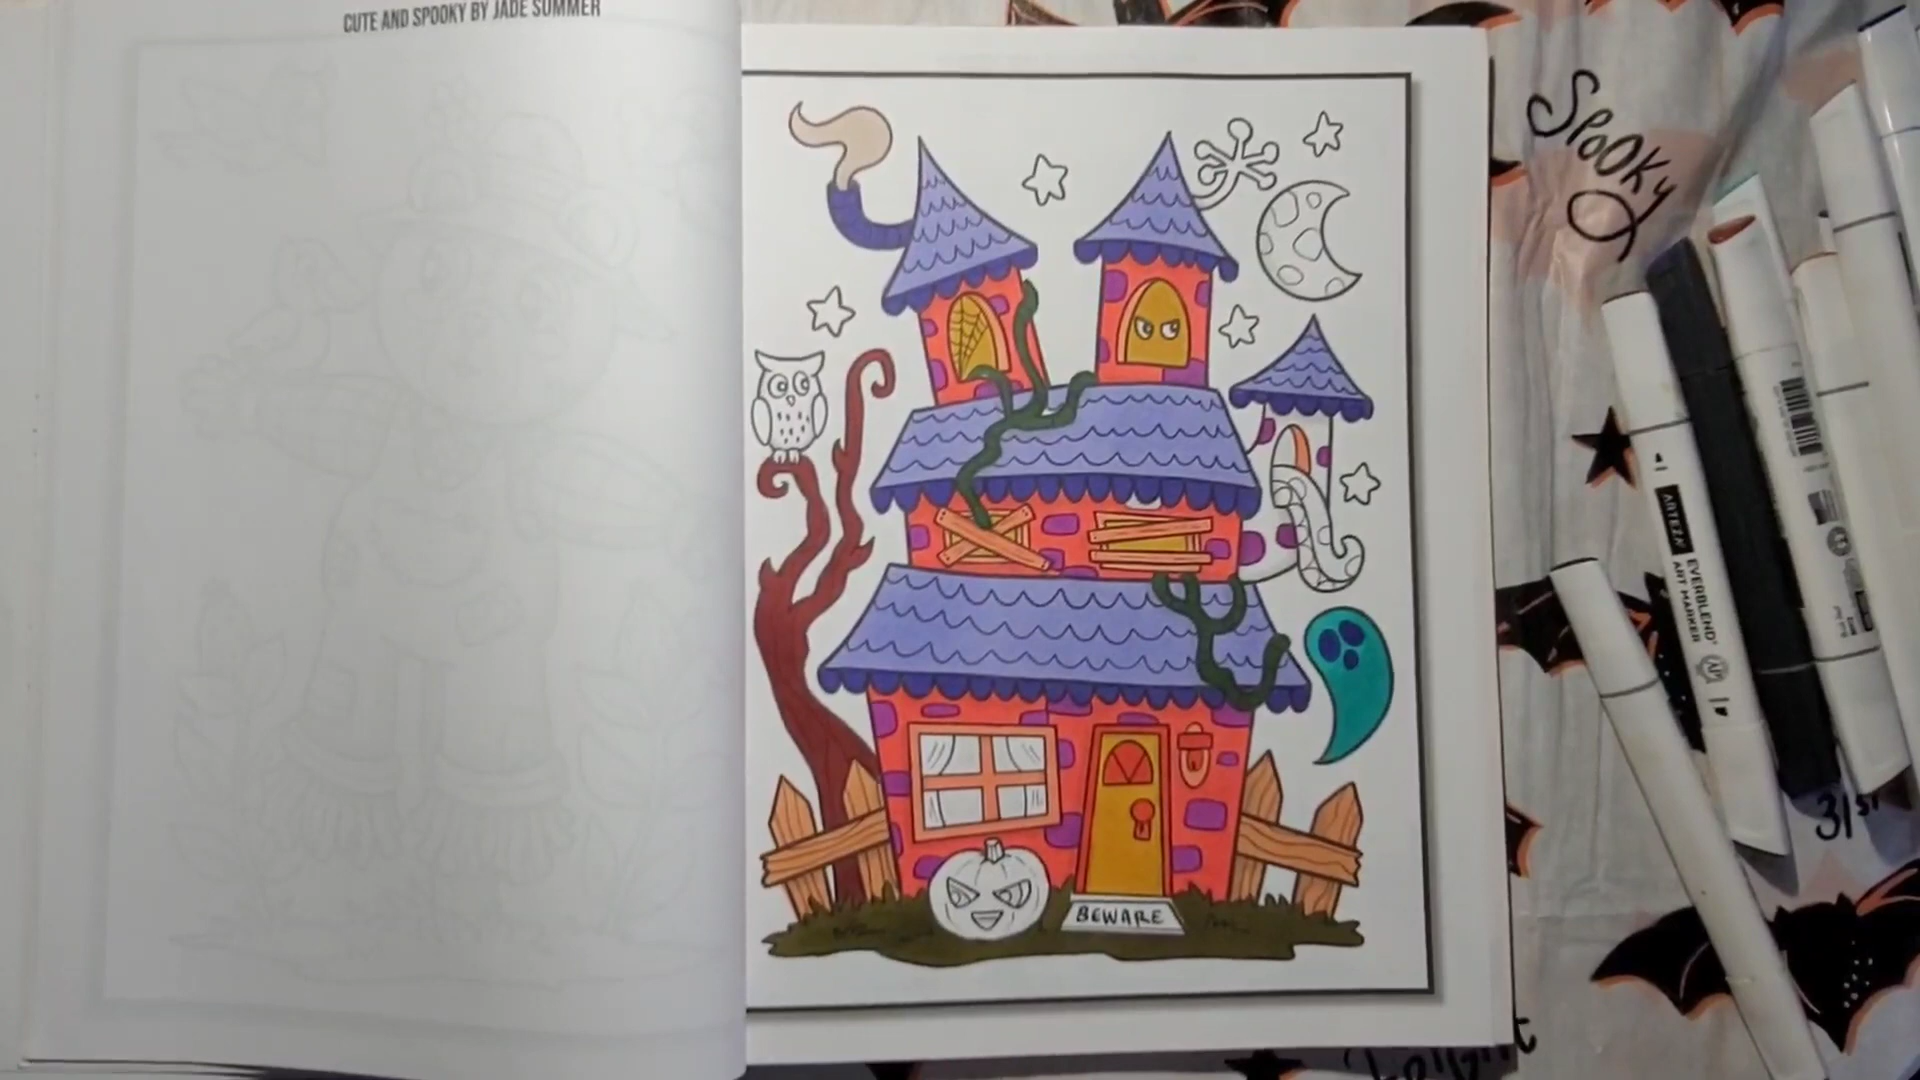 CUTE AND SPOOKY BY JADE SUMMER
SPOOKY
BEWARE
ARTEZA
EVERBLEND
ART MARKER
31st